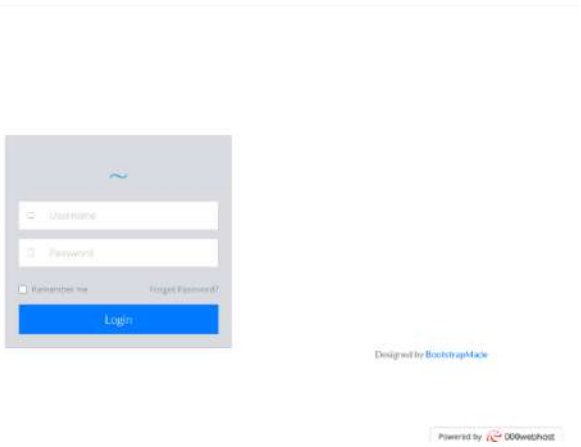 Username
Password
Remember me
Forgot Password?
Login
Designed by BootstrapMade
Powered by 000webhost